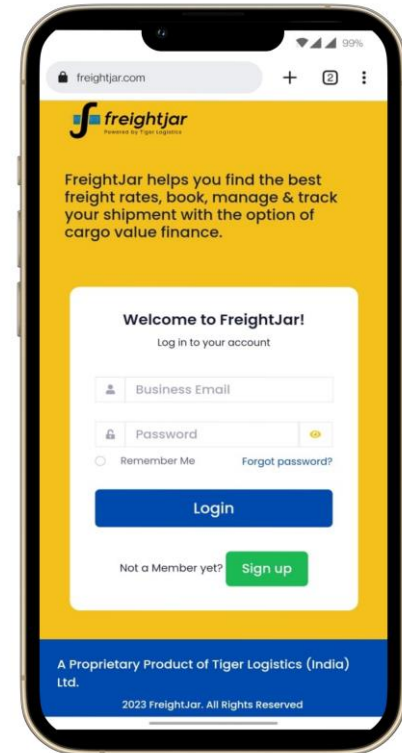 99%
freightjar.com
2
freightjar
Powered by Tiger Logistics
FreightJar helps you find the best
freight rates, book, manage & track
your shipment with the option of
cargo value finance.
Welcome to FreightJar!
Log in to your account
Business Email
Password
Remember Me Forgot password?
Login
Not a Member yet? Sign up
A Proprietary Product of Tiger Logistics (India)
Ltd.
2023 FreightJar. All Rights Reserved